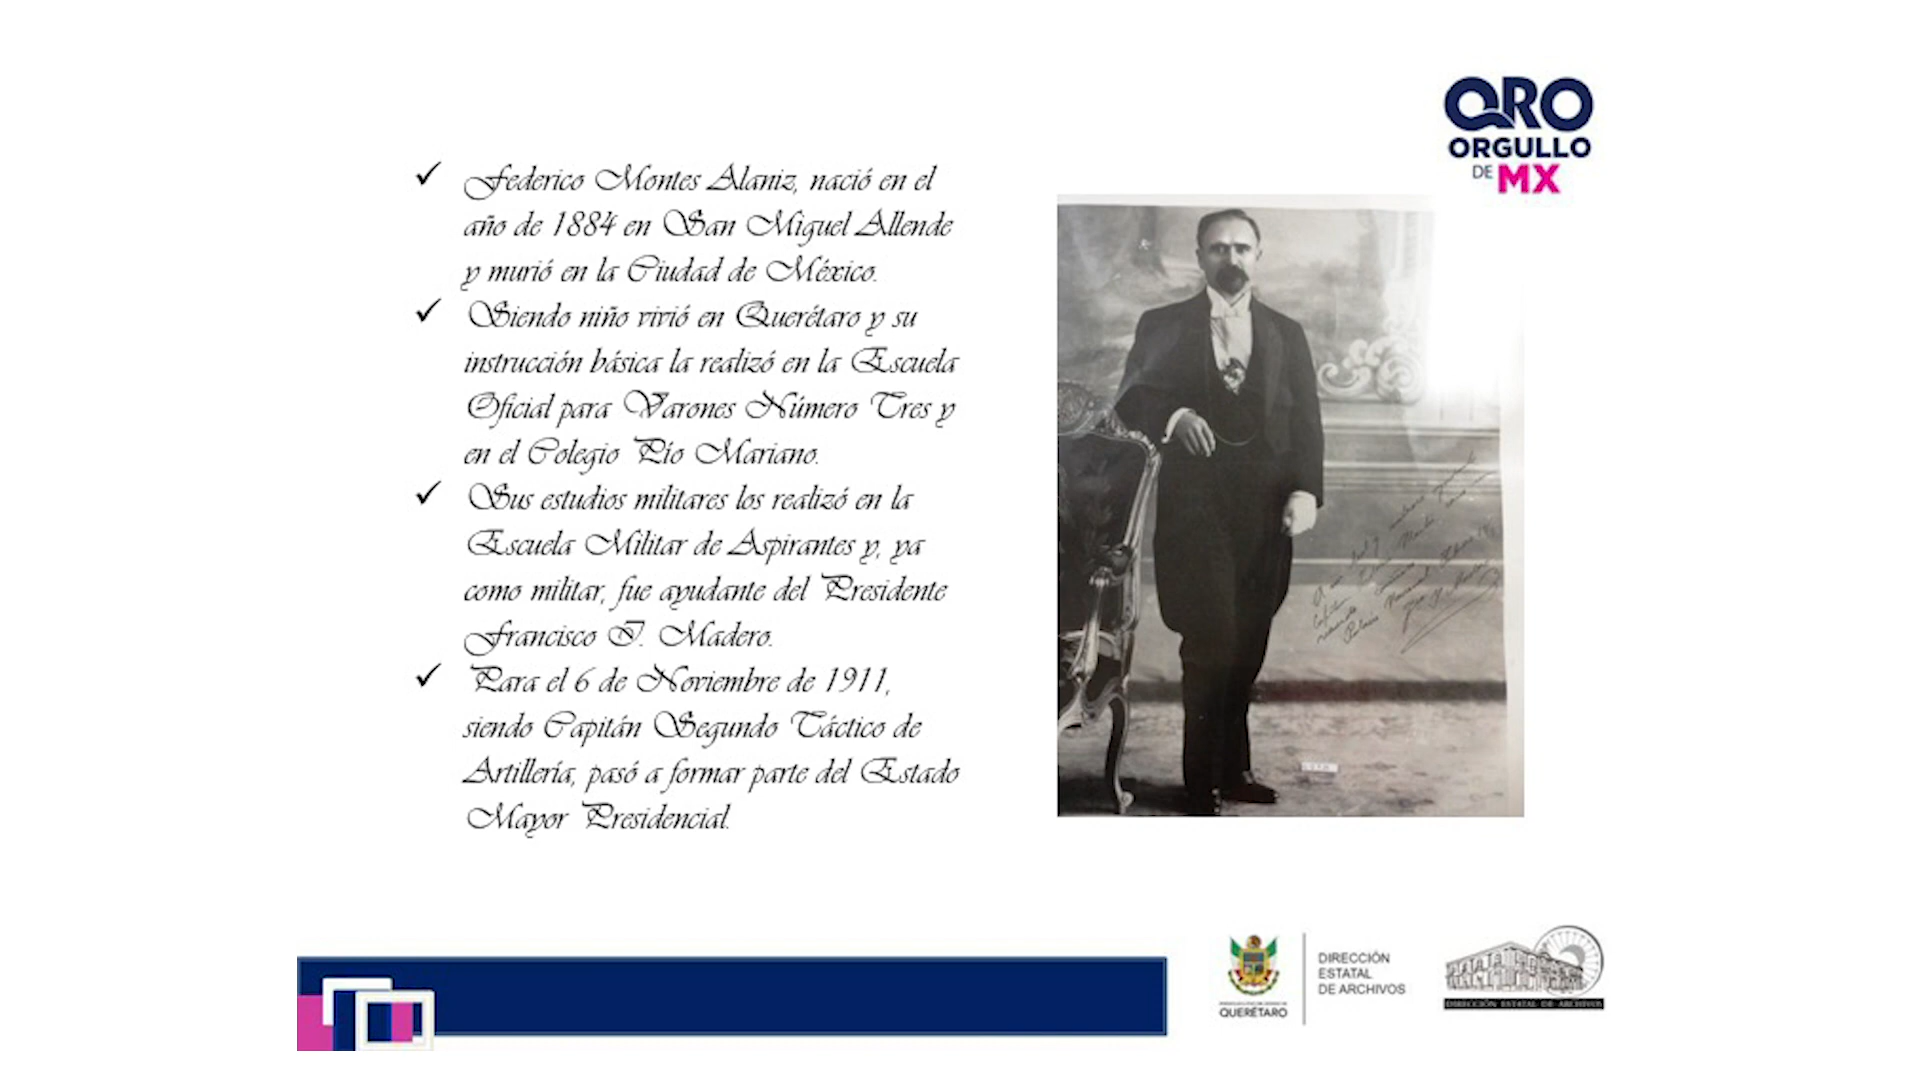 QRO
ORGULLO
DE MX
Federico Montes Alaniz, nació en el
año de 1884 en San Miguel Allende
y murió en la Ciudad de México.
Siendo niño vivió en Querétaro y su
instrucción básica la realizó en la Escuela
Oficial para Varones Número Tres y
en el Colegio Pío Mariano.
Sus estudios militares los realizó en la
Escuela Militar de Aspirantes y, ya
como militar, fue ayudante del Presidente
Francisco I. Madero.
Para el 6 de Noviembre de 1911,
siendo Capitán Segundo Táctico de
Artillería, pasó a formar parte del Estado
Mayor Presidencial.
QUERÉTARO
DIRECCIÓN
ESTATAL
DE ARCHIVOS
DIRECCIÓN ESTATAL DE ARCHIVOS